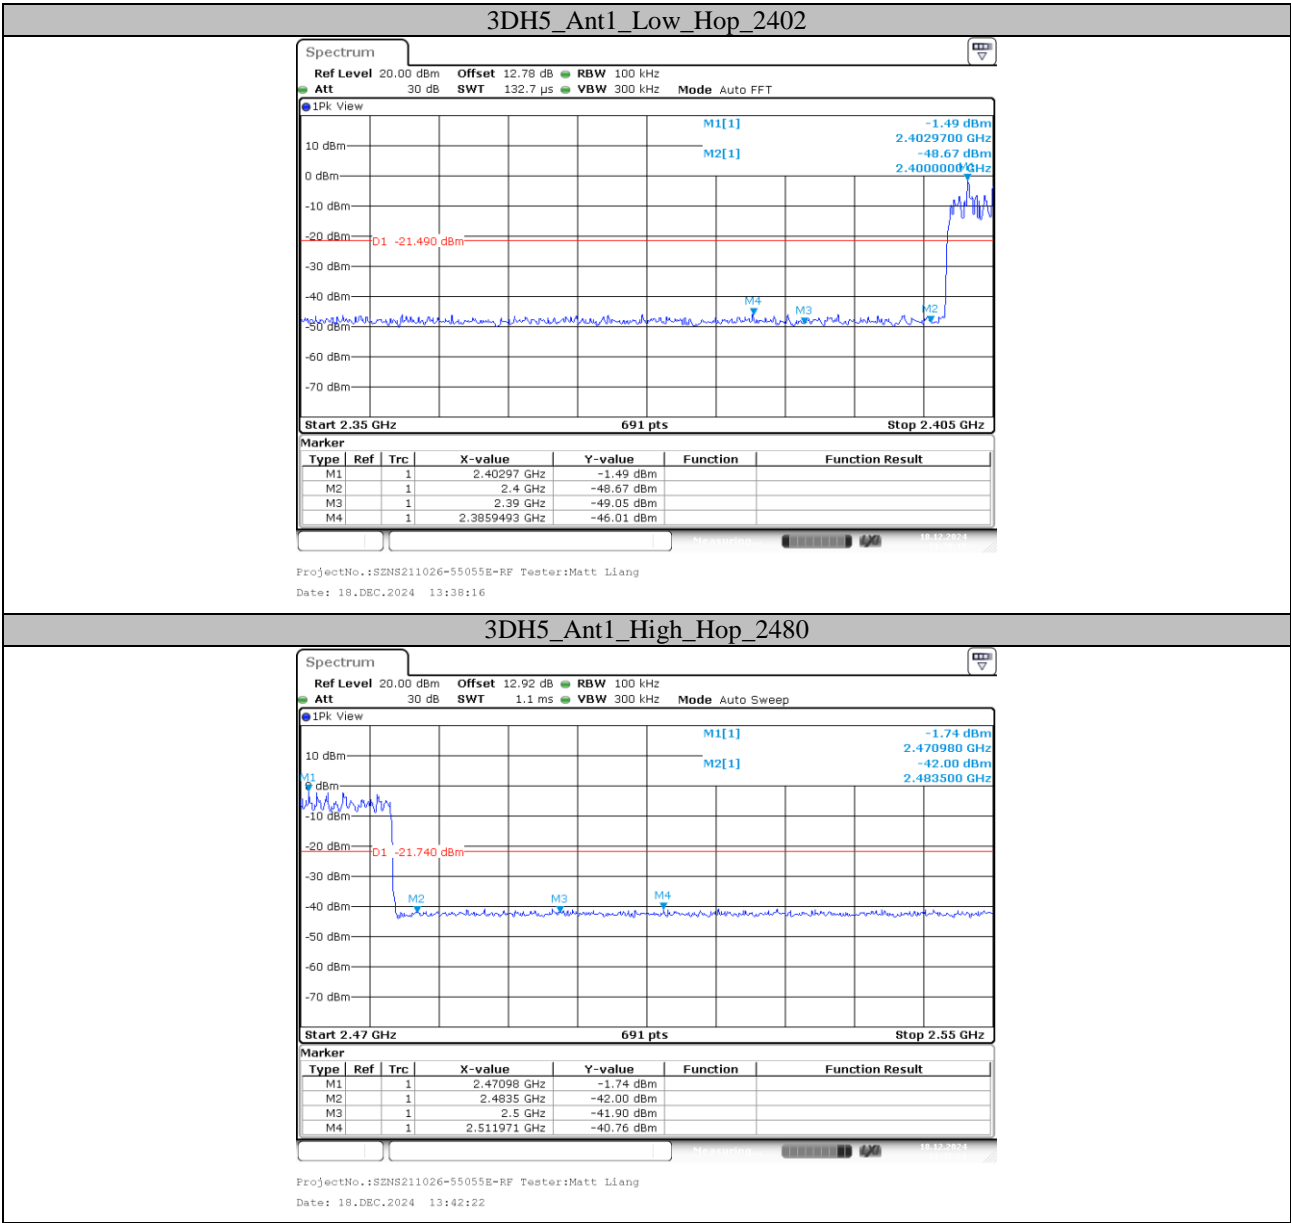 3DH5_Ant1_Low_Hop_2402
Spectrum
Ref Level 20.00 dBm Offset 12.78 dB RBW 100 kHz
Att 30 dB SWT 132.7 µs VBW 300 kHz Mode Auto FFT
1Pk View
M1[1] -1.49 dBm
2.4029700 GHz
10 dBm
M2[1] -48.67 dBm
2.4000000 GHz
M1
0 dBm
-10 dBm
-20 dBm
D1 -21.490 dBm
-30 dBm
-40 dBm
M4
M3
M2
-50 dBm
-60 dBm
-70 dBm
Start 2.35 GHz 691 pts Stop 2.405 GHz
Marker
Type Ref Trc X-value Y-value Function Function Result
M1 1 2.40297 GHz -1.49 dBm
M2 1 2.4 GHz -48.67 dBm
M3 1 2.39 GHz -49.05 dBm
M4 1 2.3859493 GHz -46.01 dBm
Measuring 18.12.2024
ProjectNo.:SZNS211026-55055E-RF Tester:Matt Liang
Date: 18.DEC.2024 13:38:16
3DH5_Ant1_High_Hop_2480
Spectrum
Ref Level 20.00 dBm Offset 12.92 dB RBW 100 kHz
Att 30 dB SWT 1.1 ms VBW 300 kHz Mode Auto Sweep
1Pk View
M1[1] -1.74 dBm
2.470980 GHz
10 dBm
M2[1] -42.00 dBm
2.483500 GHz
M1
0 dBm
-10 dBm
-20 dBm
D1 -21.740 dBm
-30 dBm
M2
M3
M4
-40 dBm
-50 dBm
-60 dBm
-70 dBm
Start 2.47 GHz 691 pts Stop 2.55 GHz
Marker
Type Ref Trc X-value Y-value Function Function Result
M1 1 2.47098 GHz -1.74 dBm
M2 1 2.4835 GHz -42.00 dBm
M3 1 2.5 GHz -41.90 dBm
M4 1 2.511971 GHz -40.76 dBm
Measuring 18.12.2024
ProjectNo.:SZNS211026-55055E-RF Tester:Matt Liang
Date: 18.DEC.2024 13:42:22